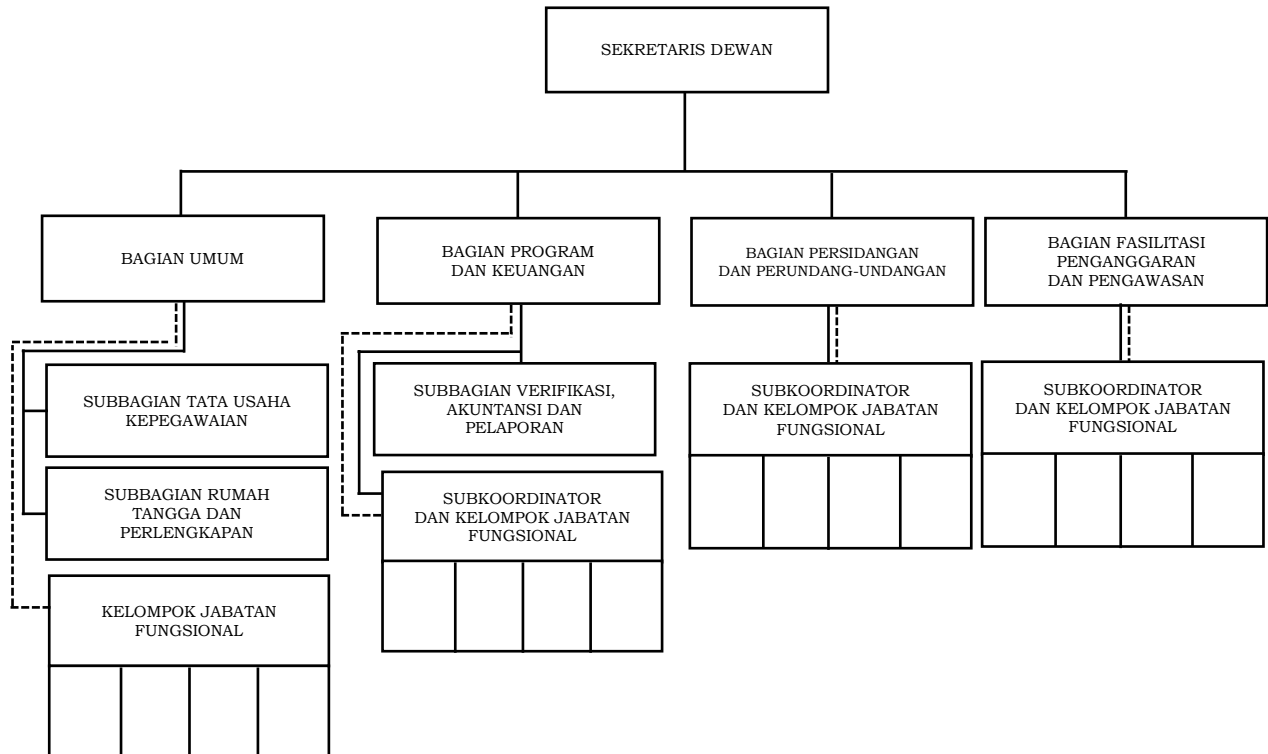 SEKRETARIS DEWAN
BAGIAN UMUM
BAGIAN PROGRAM
DAN KEUANGAN
BAGIAN PERSIDANGAN
DAN PERUNDANG-UNDANGAN
BAGIAN FASILITASI
PENGANGGARAN
DAN PENGAWASAN
SUBBAGIAN TATA USAHA
KEPEGAWAIAN
SUBBAGIAN RUMAH
TANGGA DAN
PERLENGKAPAN
KELOMPOK JABATAN
FUNGSIONAL
SUBBAGIAN VERIFIKASI,
AKUNTANSI DAN
PELAPORAN
SUBKOORDINATOR
DAN KELOMPOK JABATAN
FUNGSIONAL
SUBKOORDINATOR
DAN KELOMPOK JABATAN
FUNGSIONAL
SUBKOORDINATOR
DAN KELOMPOK JABATAN
FUNGSIONAL